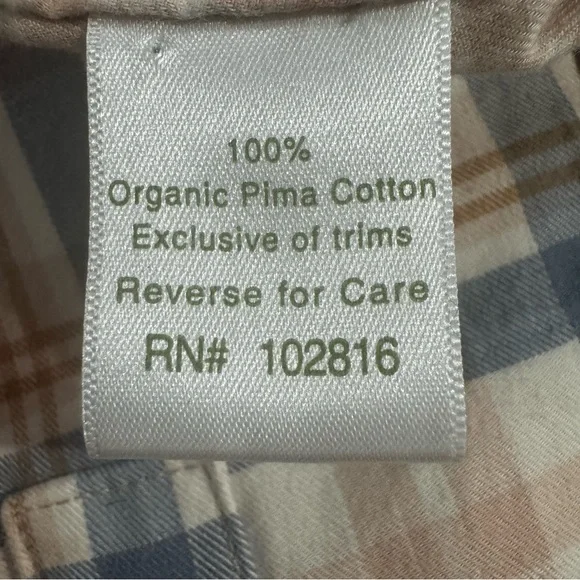 100%
Organic Pima Cotton
Exclusive of trims
Reverse for Care
RN# 102816